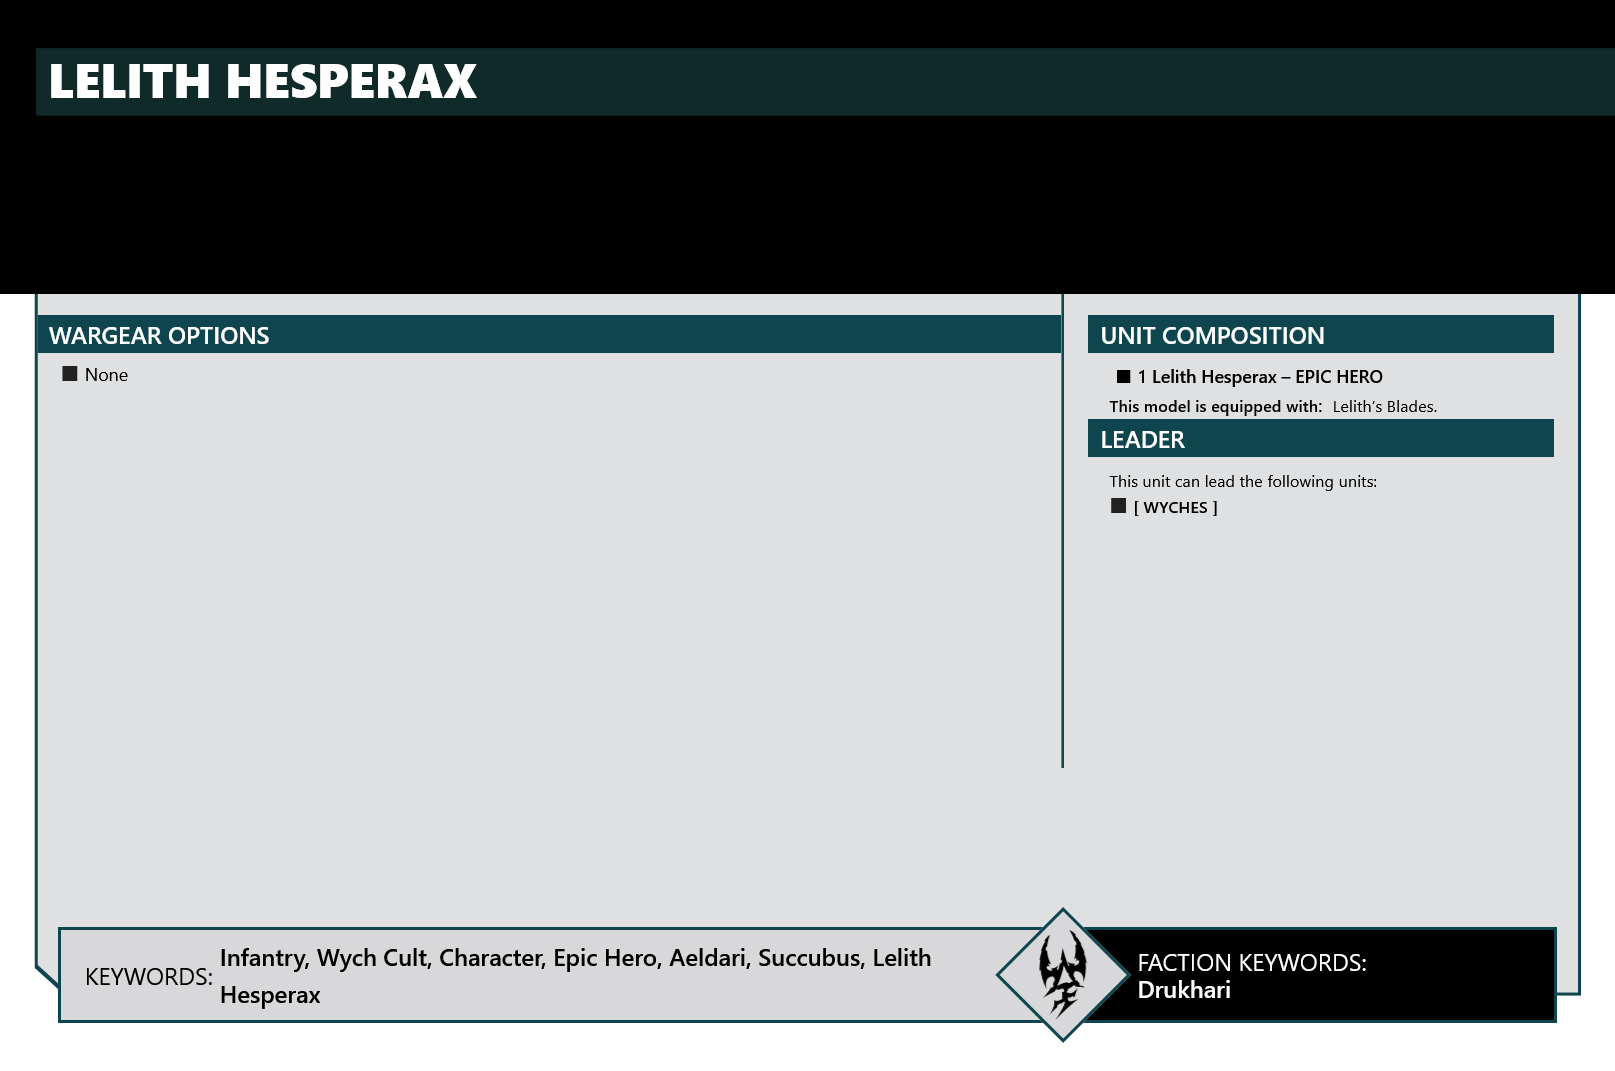 LELITH HESPERAX
WARGEAR OPTIONS
None
UNIT COMPOSITION
1 Lelith Hesperax – EPIC HERO
This model is equipped with: Lelith’s Blades.
LEADER
This unit can lead the following units:
[ WYCHES ]
KEYWORDS: Infantry, Wych Cult, Character, Epic Hero, Aeldari, Succubus, Lelith
Hesperax
FACTION KEYWORDS:
Drukhari